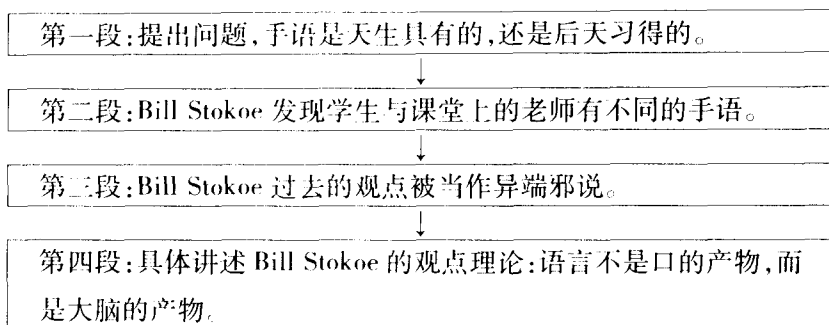 第一段:提出问题,手语是天生具有的,还是后天习得的。
第二段:Bill Stokoe 发现学生与课堂上的老师有不同的手语。
第三段:Bill Stokoe 过去的观点被当作异端邪说。
第四段:具体讲述 Bill Stokoe 的观点理论:语言不是口的产物,而
是大脑的产物。